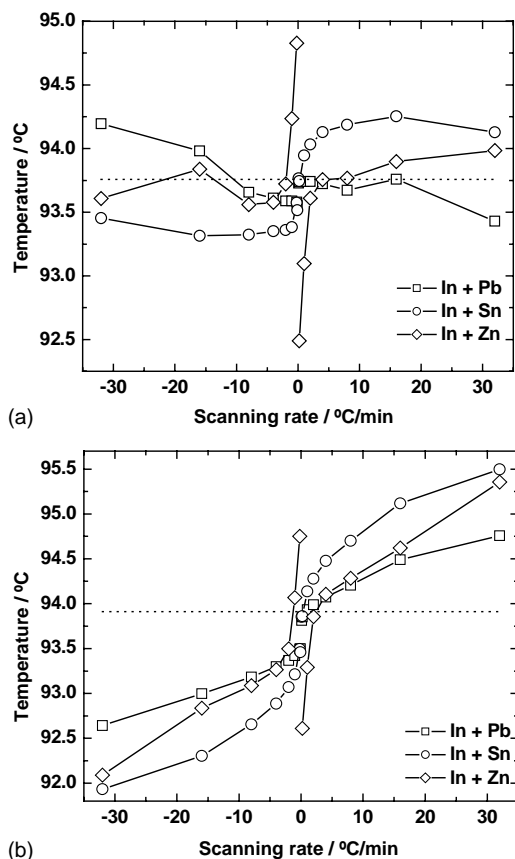 95.0
94.5
94.0
93.5
93.0
92.5
Temperature / ºC
In + Pb
In + Sn
In + Zn
-30 -20 -10 0 10 20 30
(a)
Scanning rate / ºC/min
95.5
95.0
94.5
94.0
93.5
93.0
92.5
92.0
Temperature / ºC
In + Pb
In + Sn
In + Zn
-30 -20 -10 0 10 20 30
(b)
Scanning rate / ºC/min